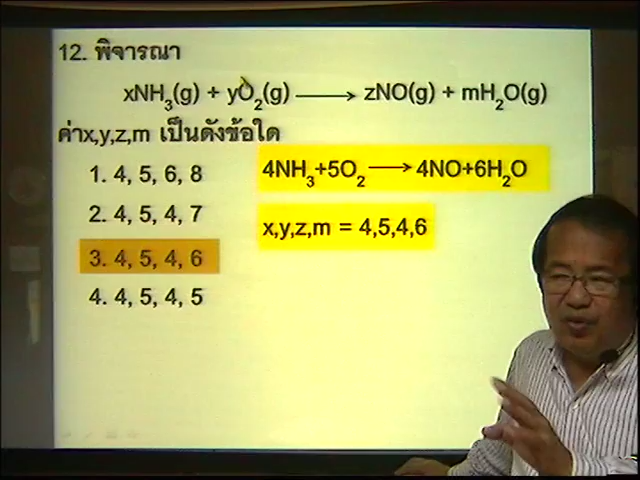 12. พิจารณา
xNH3(g) + yO2(g) ⟶ zNO(g) + mH2O(g)
ค่าx,y,z,m เป็นดังข้อใด
1. 4, 5, 6, 8
4NH3+5O2 ⟶ 4NO+6H2O
2. 4, 5, 4, 7
x,y,z,m = 4,5,4,6
3. 4, 5, 4, 6
4. 4, 5, 4, 5